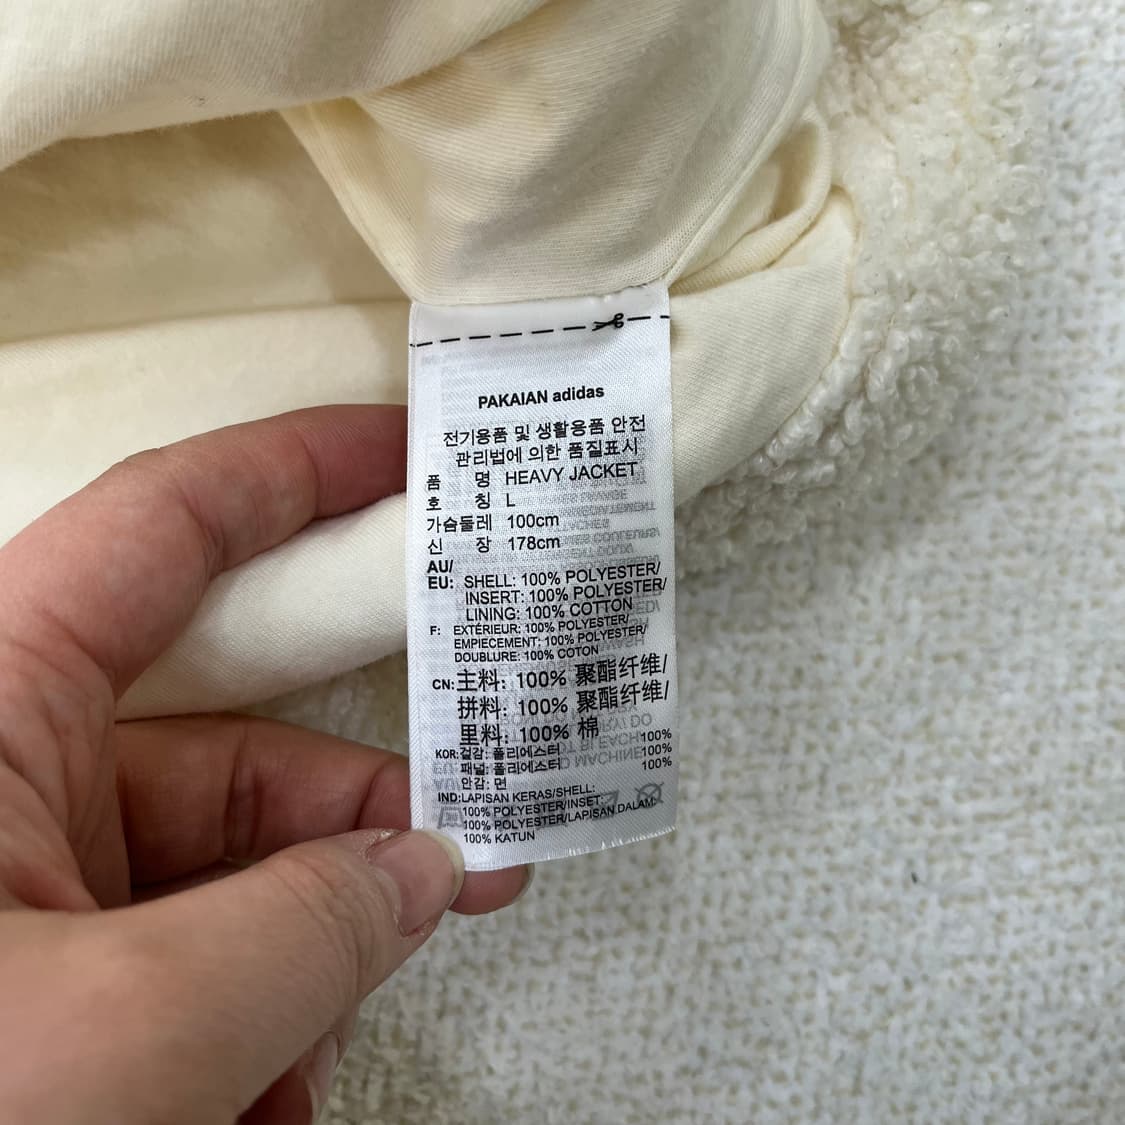 PAKAIAN adidas
전기용품 및 생활용품 안전
관리법에 의한 품질표시
품 명 HEAVY JACKET
호 칭 L
가슴둘레 100cm
신 장 178cm
AU/
EU: SHELL: 100% POLYESTER/
INSERT: 100% POLYESTER/
LINING: 100% COTTON
F: EXTÉRIEUR: 100% POLYESTER/
EMPIECEMENT: 100% POLYESTER/
DOUBLURE: 100% COTON
CN: 主料: 100% 聚酯纤维/
拼料: 100% 聚酯纤维/
里料: 100% 棉
KOR: 겉감: 폴리에스터 100%
패널: 폴리에스터 100%
안감: 면 100%
IND: LAPISAN KERAS/SHELL:
100% POLYESTER/INSET:
100% POLYESTER/LAPISAN DALAM:
100% KATUN